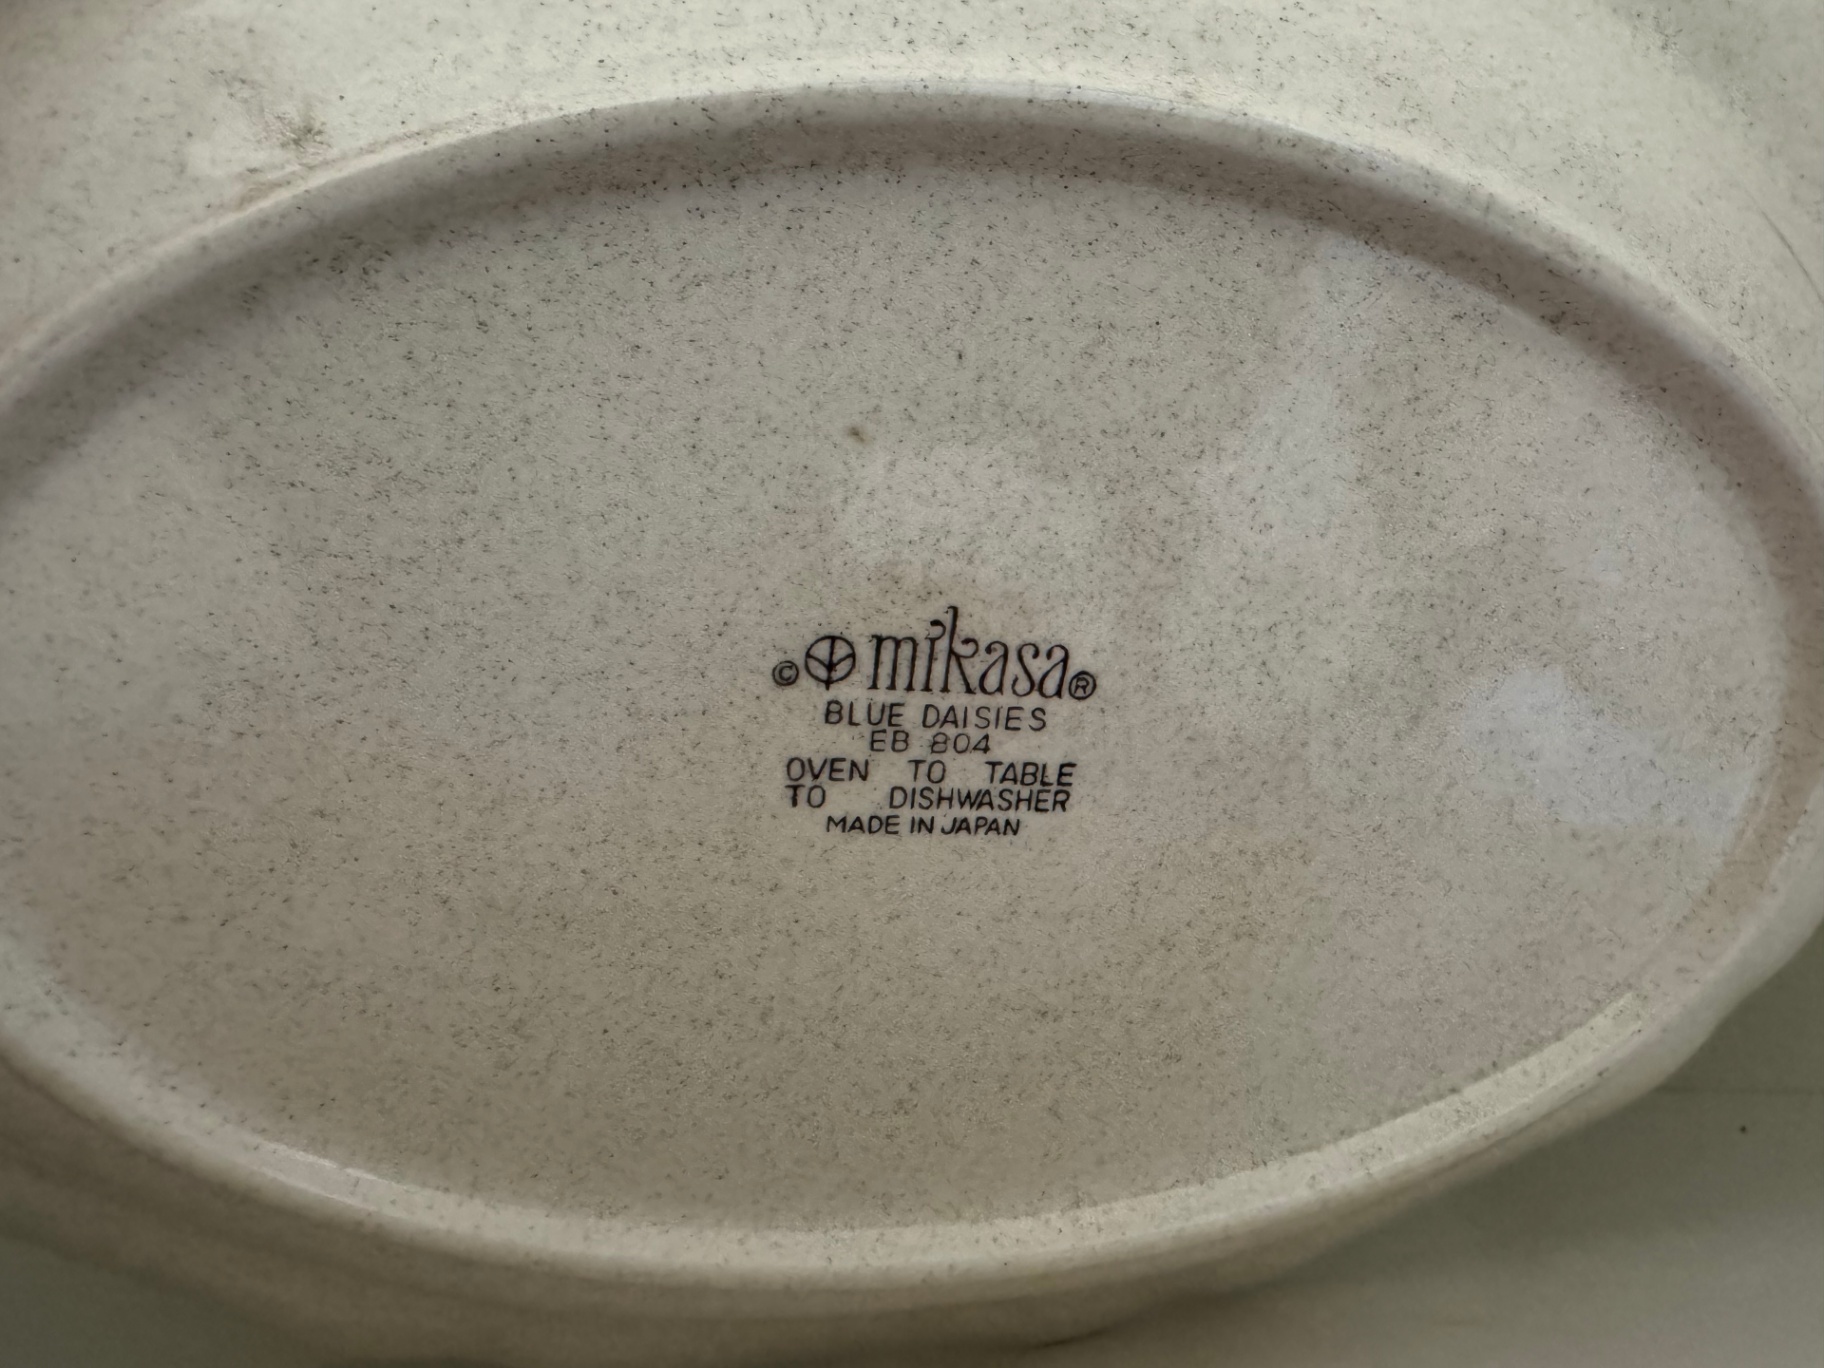 © mikasa®
BLUE DAISIES
EB 804
OVEN TO TABLE
TO DISHWASHER
MADE IN JAPAN